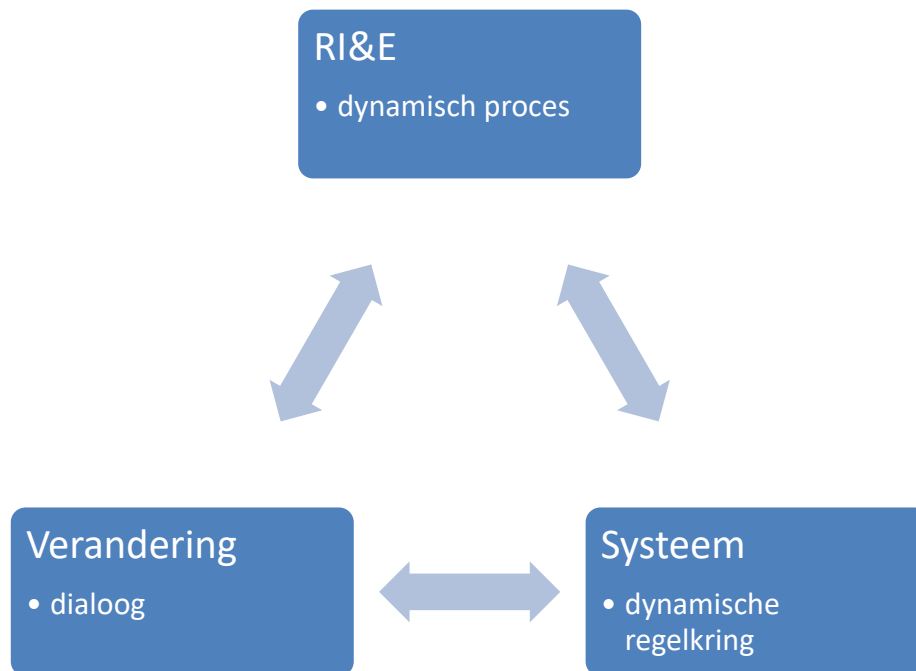 RI&E
• dynamisch proces
Verandering
• dialoog
Systeem
• dynamische
regelkring